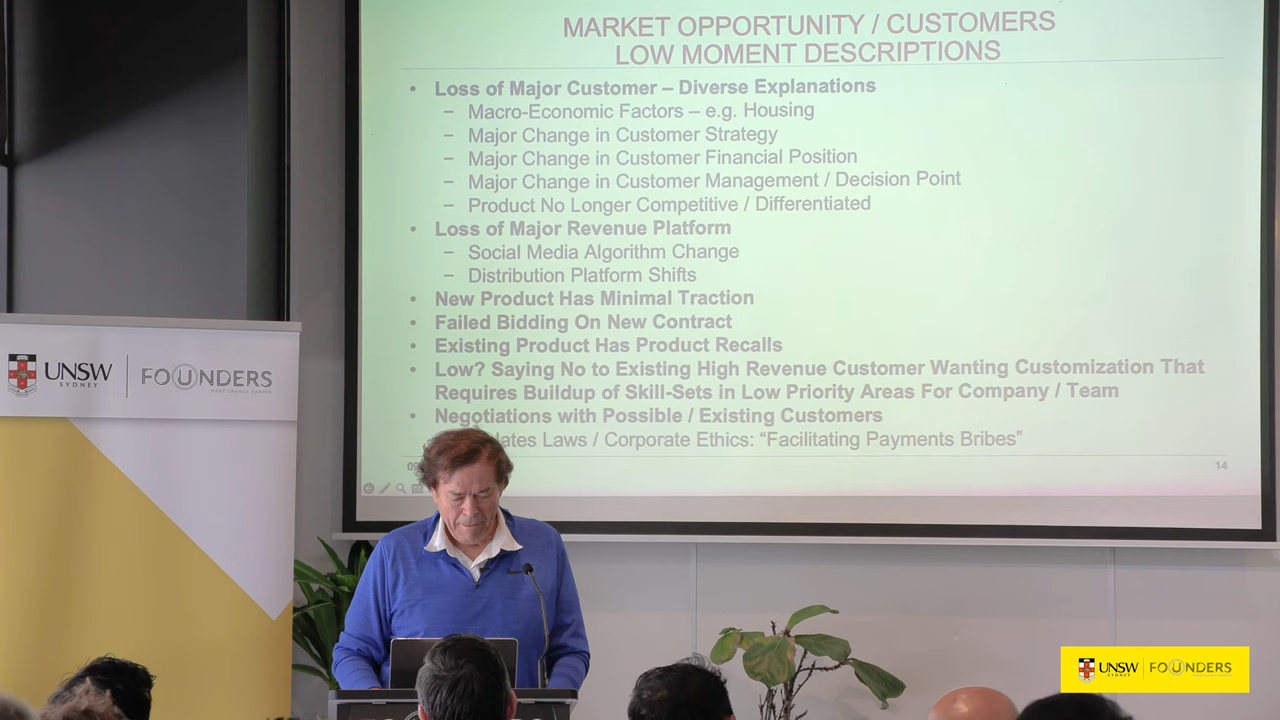 MARKET OPPORTUNITY / CUSTOMERS
LOW MOMENT DESCRIPTIONS
• Loss of Major Customer – Diverse Explanations
– Macro-Economic Factors – e.g. Housing
– Major Change in Customer Strategy
– Major Change in Customer Financial Position
– Major Change in Customer Management / Decision Point
– Product No Longer Competitive / Differentiated
• Loss of Major Revenue Platform
– Social Media Algorithm Change
– Distribution Platform Shifts
• New Product Has Minimal Traction
• Failed Bidding On New Contract
• Existing Product Has Product Recalls
• Low? Saying No to Existing High Revenue Customer Wanting Customization That
Requires Buildup of Skill-Sets in Low Priority Areas For Company / Team
• Negotiations with Possible / Existing Customers
Laws / Corporate Ethics: “Facilitating Payments Bribes”
14
UNSW
SYDNEY
FOUNDERS
UNSW
SYDNEY
FOUNDERS